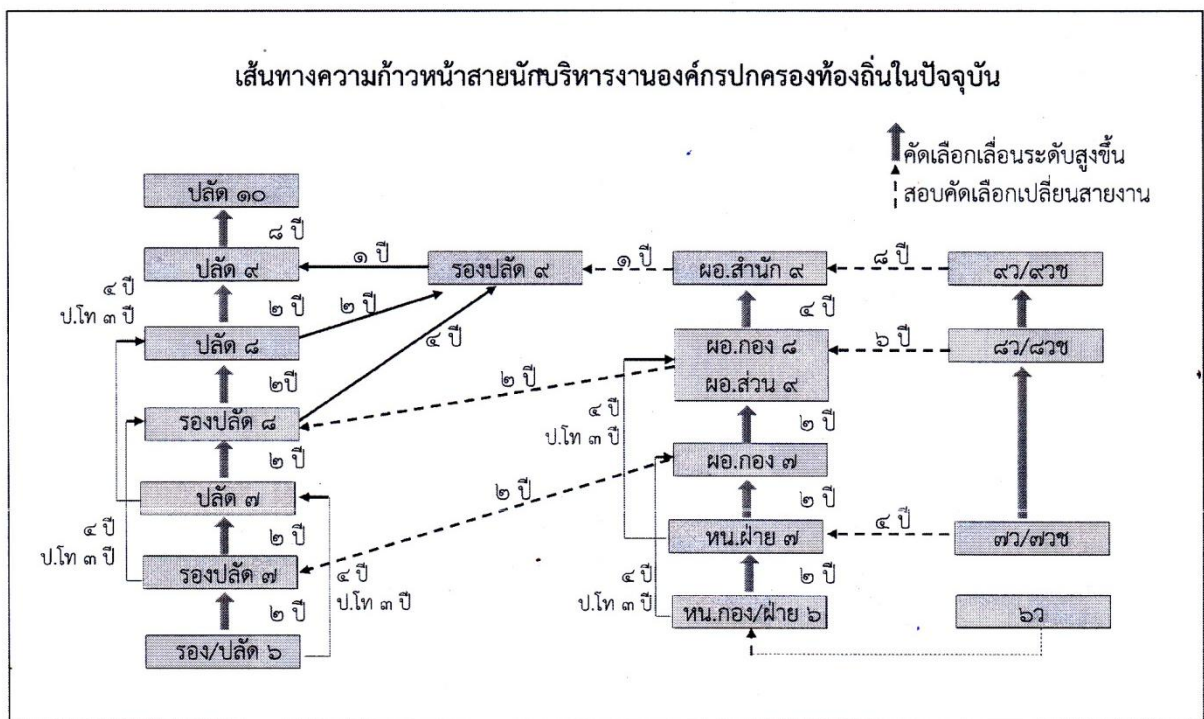 เส้นทางความก้าวหน้าสายนักบริหารงานองค์กรปกครองท้องถิ่นในปัจจุบัน
คัดเลือกเลื่อนระดับสูงขึ้น
สอบคัดเลือกเปลี่ยนสายงาน
ปลัด ๑๐
๘ ปี
ปลัด ๙
๑ ปี
รองปลัด ๙
๑ ปี
ผอ.สำนัก ๙
๘ ปี
๙ว/๙วช
๔ ปี
ป.โท ๓ ปี
๒ ปี
๒ ปี
๔ ปี
๔ ปี
ปลัด ๘
ผอ.กอง ๘
ผอ.ส่วน ๙
๖ ปี
๘ว/๘วช
๒ปี
๒ ปี
รองปลัด ๘
๔ ปี
ป.โท ๓ ปี
๒ ปี
๒ ปี
ผอ.กอง ๗
ปลัด ๗
๒ ปี
๒ ปี
๔ ปี
ป.โท ๓ ปี
๒ ปี
หน.ฝ่าย ๗
๔ ปี
๗ว/๗วช
รองปลัด ๗
๔ ปี
ป.โท ๓ ปี
๔ ปี
ป.โท ๓ ปี
๒ ปี
๒ ปี
หน.กอง/ฝ่าย ๖
๖ว
รอง/ปลัด ๖